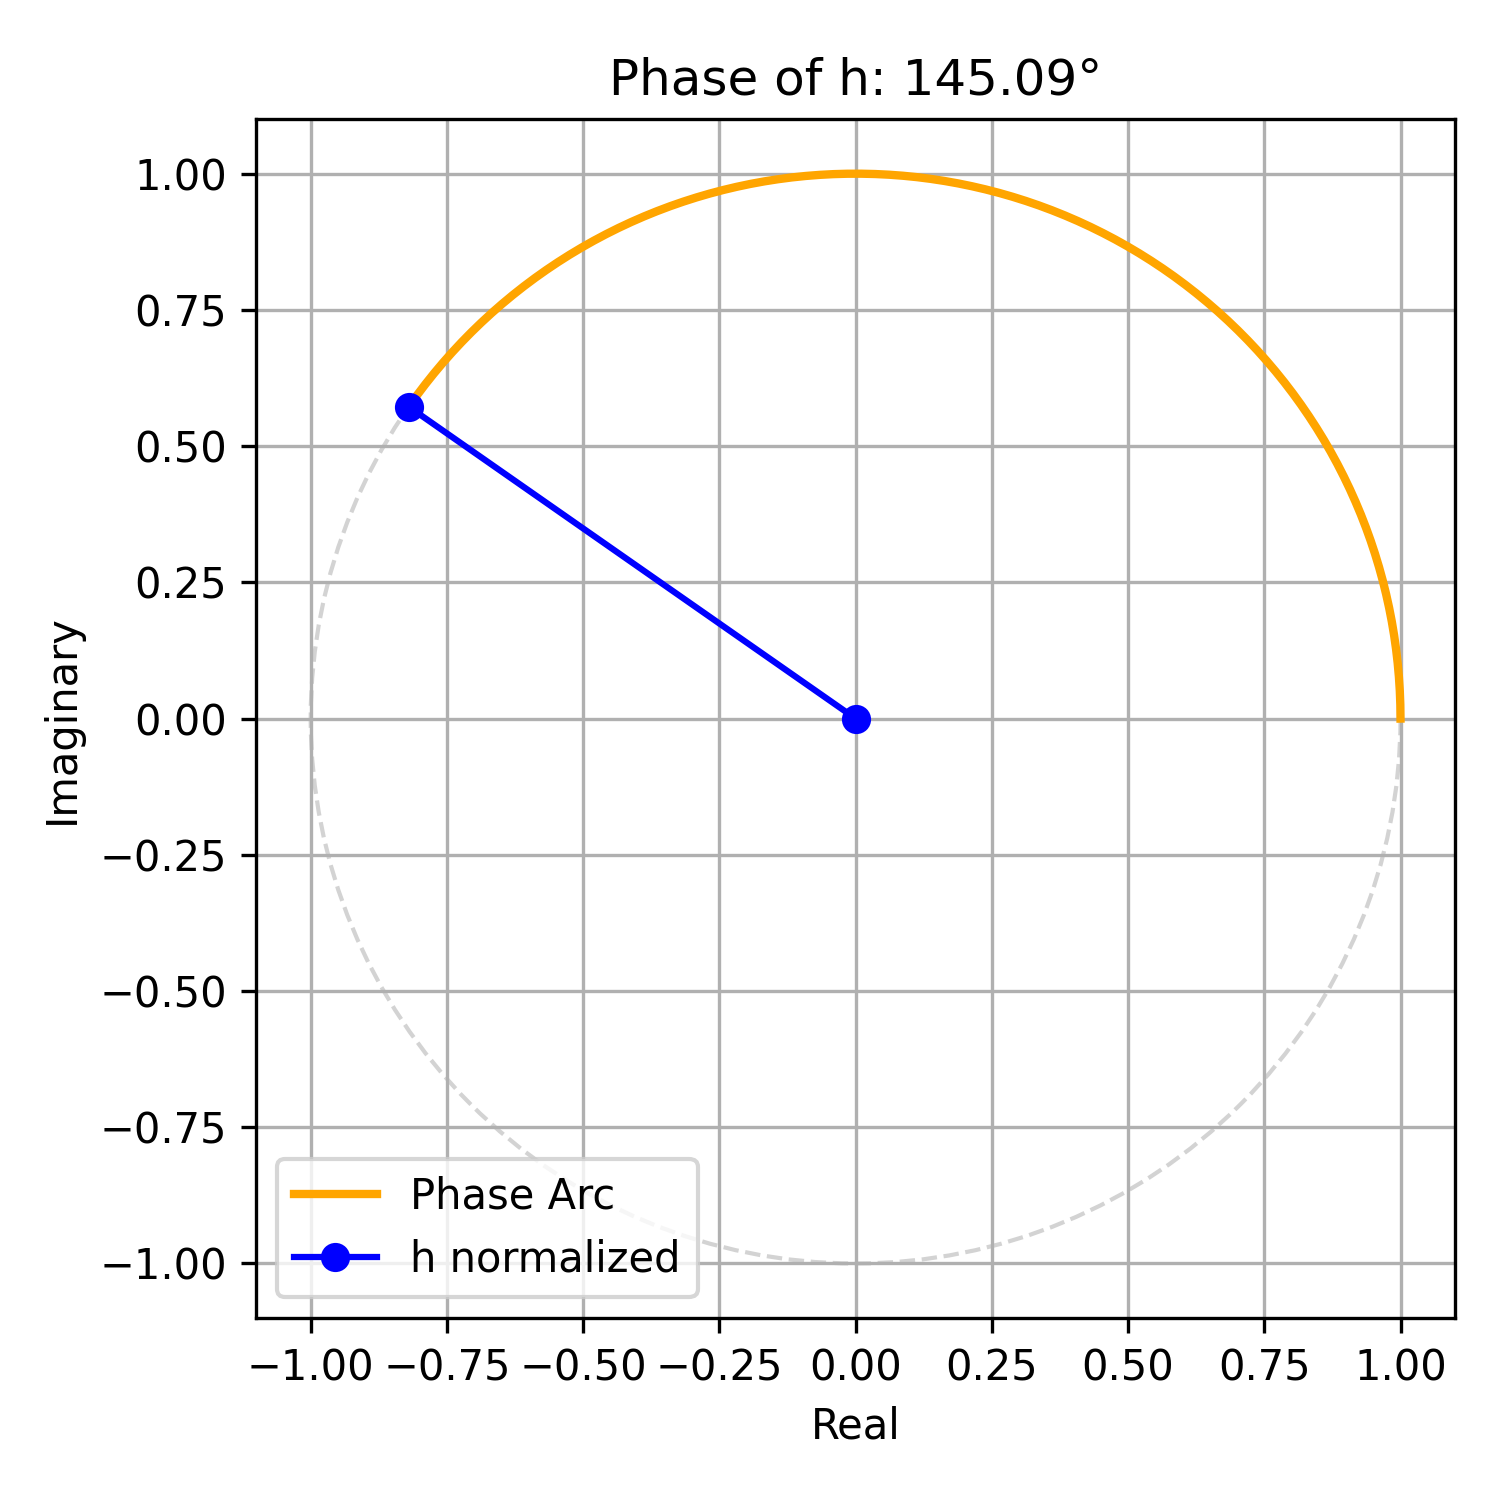 Phase of h: 145.09°
1.00
0.75
0.50
0.25
0.00
−0.25
−0.50
−0.75
−1.00
Imaginary
Phase Arc
h normalized
−1.00 −0.75 −0.50 −0.25 0.00 0.25 0.50 0.75 1.00
Real